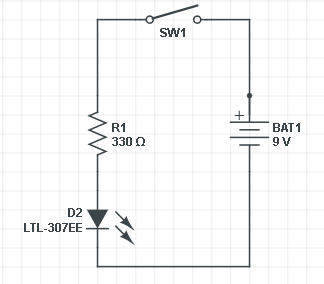 SW1
R1
330 Ω
+
BAT1
9 V
D2
LTL-307EE